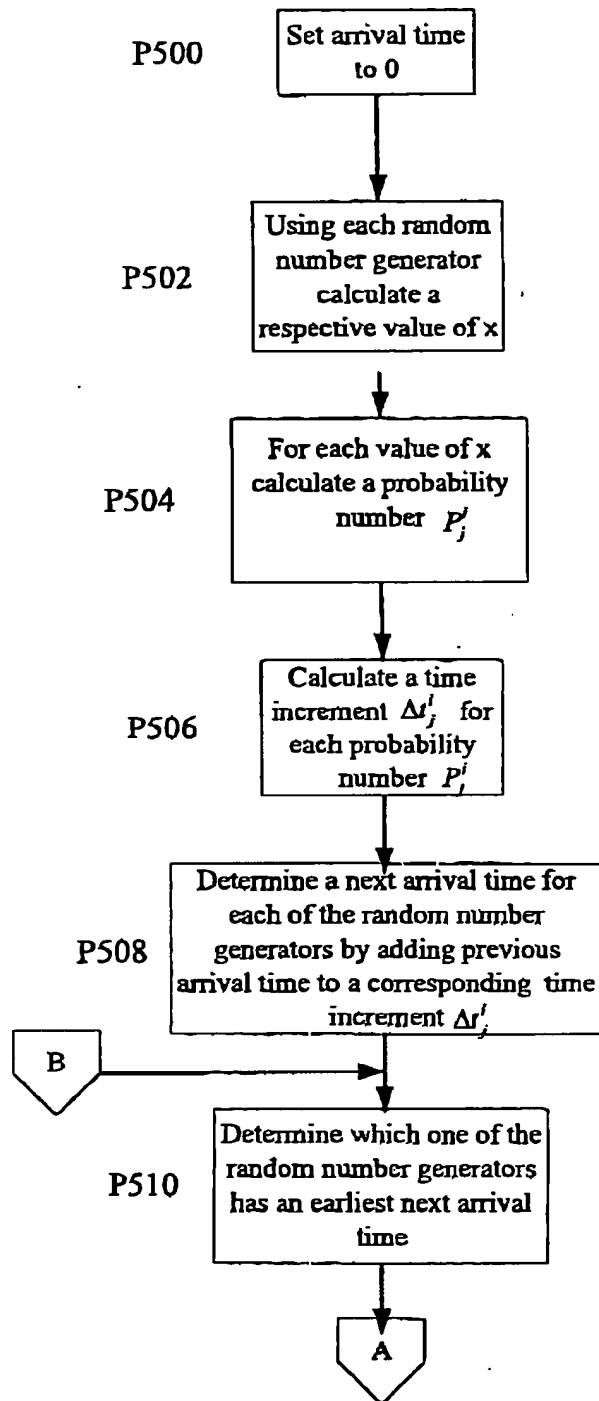 P500
Set arrival time
to 0
P502
Using each random
number generator
calculate a
respective value of x
P504
For each value of x
calculate a probability
number P_j^i
P506
Calculate a time
increment Δt_j^i for
each probability
number P_j^i
P508
Determine a next arrival time for
each of the random number
generators by adding previous
arrival time to a corresponding time
increment Δt_j^i
B
P510
Determine which one of the
random number generators
has an earliest next arrival
time
A